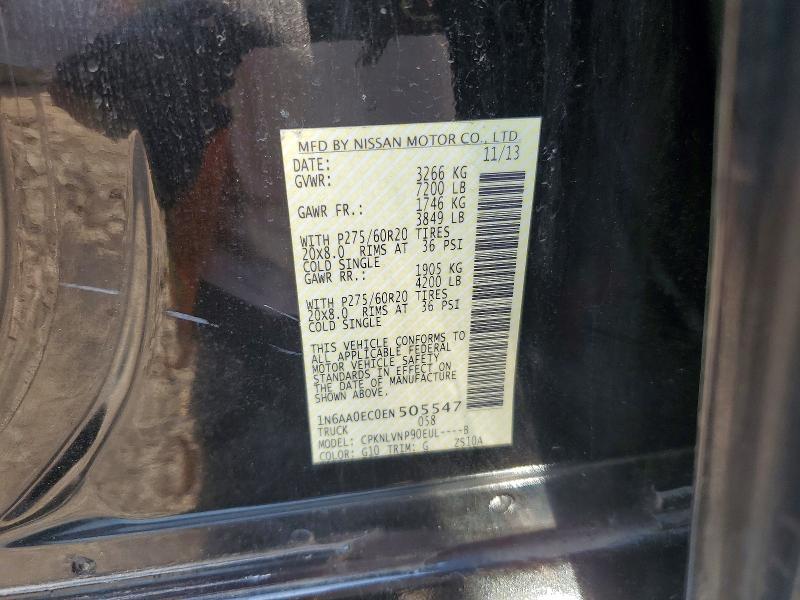 MFD BY NISSAN MOTOR CO., LTD.
DATE: 11/13
GVWR: 3266 KG
7200 LB
GAWR FR.: 1746 KG
3849 LB
WITH P275/60R20 TIRES
20X8.0 RIMS AT 36 PSI
COLD SINGLE
GAWR RR.: 1905 KG
4200 LB
WITH P275/60R20 TIRES
20X8.0 RIMS AT 36 PSI
COLD SINGLE
THIS VEHICLE CONFORMS TO
ALL APPLICABLE FEDERAL
MOTOR VEHICLE SAFETY
STANDARDS IN EFFECT ON
THE DATE OF MANUFACTURE
SHOWN ABOVE.
1N6AA0EC0EN505547
TRUCK 058
MODEL: CPKNLVNP90EUL----B
COLOR: G10 TRIM: G ZS10A